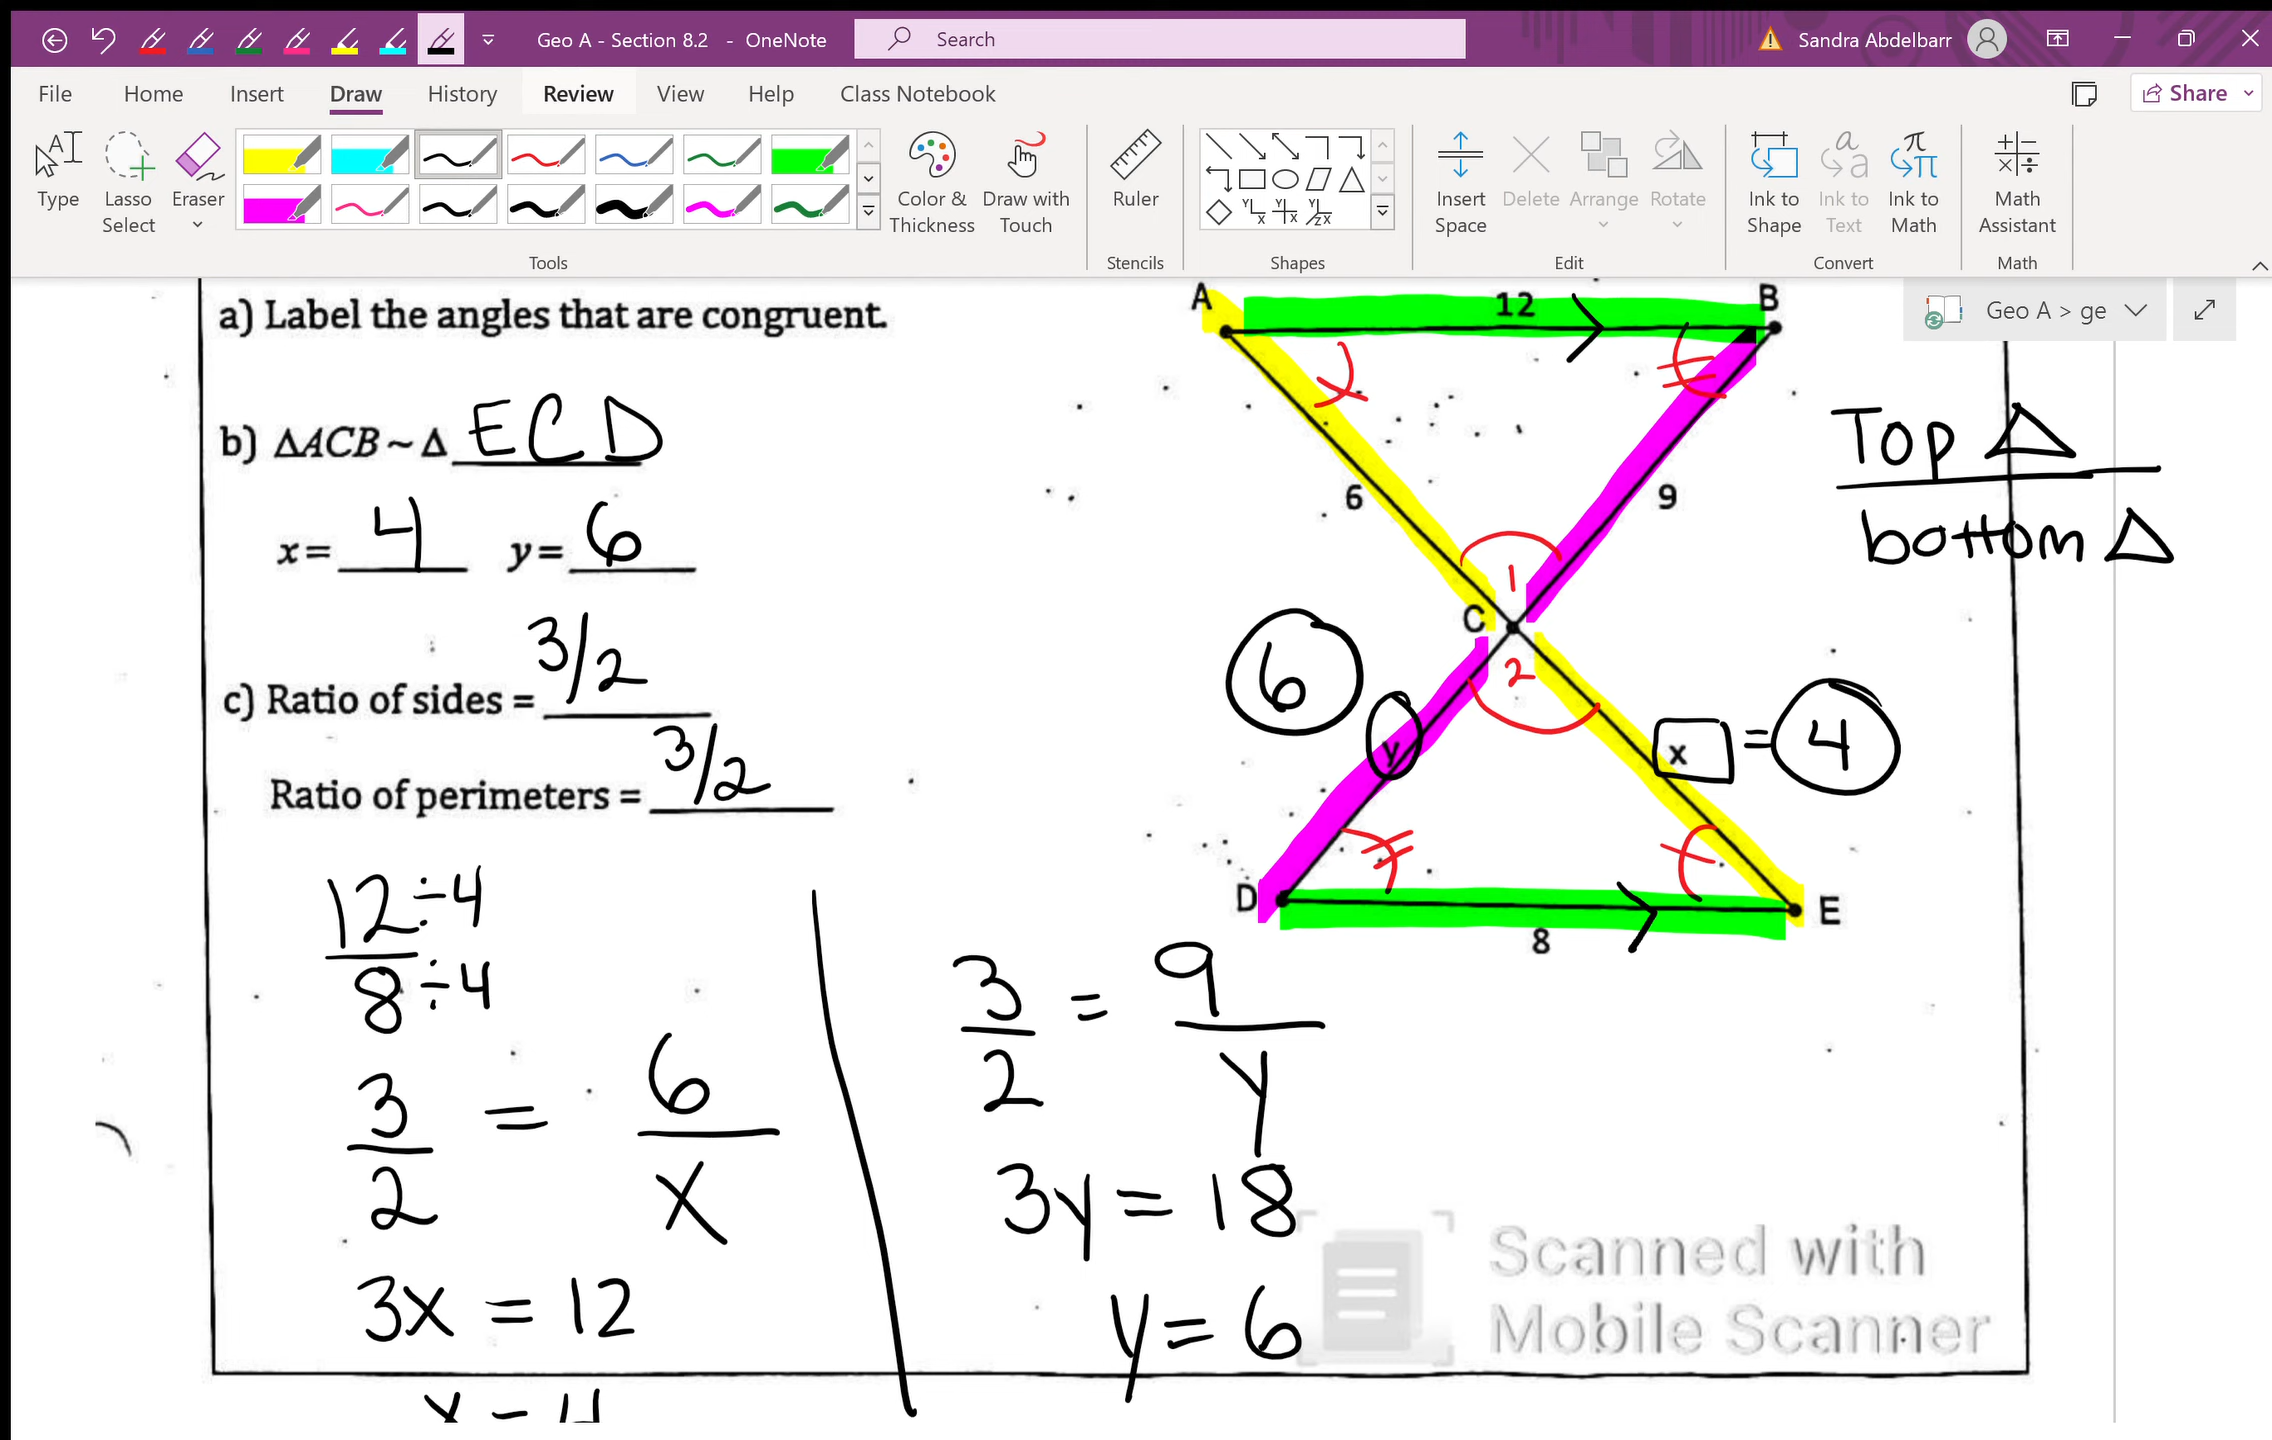 Geo A - Section 8.2 - OneNote
Search
Sandra Abdelbarr
File Home Insert Draw History Review View Help Class Notebook
Share
Type
Lasso Select
Eraser
Color & Thickness
Draw with Touch
Ruler
Insert Space
Delete
Arrange
Rotate
Ink to Shape
Ink to Text
Ink to Math
Math Assistant
Tools
Stencils
Shapes
Edit
Convert
Math
Geo A > ge
a) Label the angles that are congruent.
b) ΔACB ~ Δ ECD
x = 4 y = 6
c) Ratio of sides = 3/2
Ratio of perimeters = 3/2
12 ÷4
8 ÷4
3/2 = 6/x
3x = 12
x = 4
A 12 B
6 9
1
C
2
6
y
x = 4
D E
8
Top Δ
bottom Δ
3/2 = 9/y
3y = 18
y = 6
Scanned with
Mobile Scanner